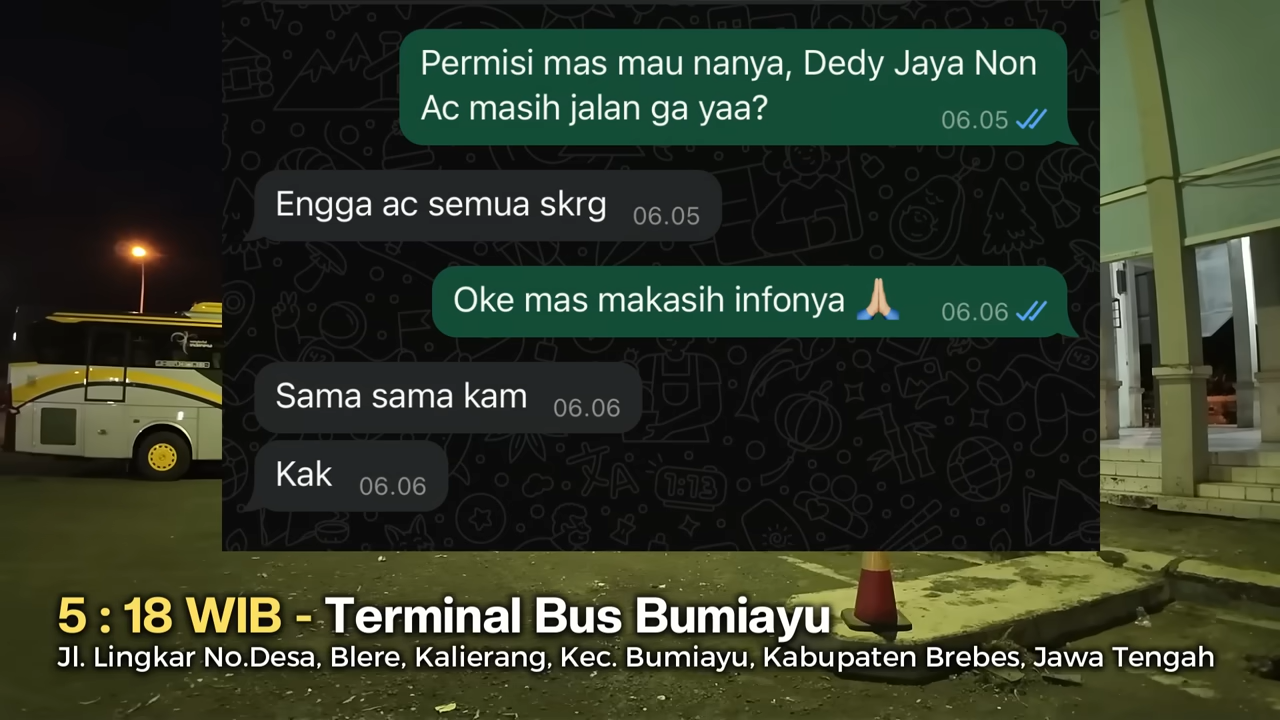 Permisi mas mau nanya, Dedy Jaya Non
Ac masih jalan ga yaa?
06.05
Engga ac semua skrg
06.05
Oke mas makasih infonya 🙏🏼
06.06
Sama sama kam
06.06
Kak
06.06
5 : 18 WIB - Terminal Bus Bumiayu
Jl. Lingkar No.Desa, Blere, Kalierang, Kec. Bumiayu, Kabupaten Brebes, Jawa Tengah